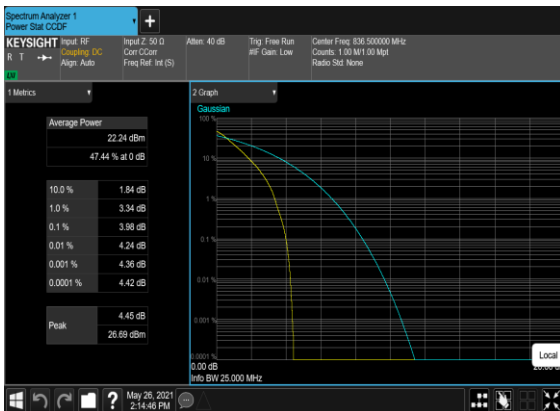 Spectrum Analyzer 1
Power Stat CCDF
+
KEYSIGHT
R T
LV
Input: RF
Coupling: DC
Align: Auto
Input Z: 50 Ω
Corr CCorr
Freq Ref: Int (S)
Atten: 40 dB
Trig: Free Run
#IF Gain: Low
Center Freq: 836.500000 MHz
Counts: 1.00 M/1.00 Mpt
Radio Std: None
1 Metrics
Average Power
22.24 dBm
47.44 % at 0 dB
10.0 % 1.84 dB
1.0 % 3.34 dB
0.1 % 3.98 dB
0.01 % 4.24 dB
0.001 % 4.36 dB
0.0001 % 4.42 dB
Peak 4.45 dB
26.69 dBm
2 Graph
Gaussian
100 %
10 %
1 %
0.1 %
0.01 %
0.001 %
0.0001 %
0.00 dB
Info BW 25.000 MHz
Local
?
May 26, 2021
2:14:46 PM